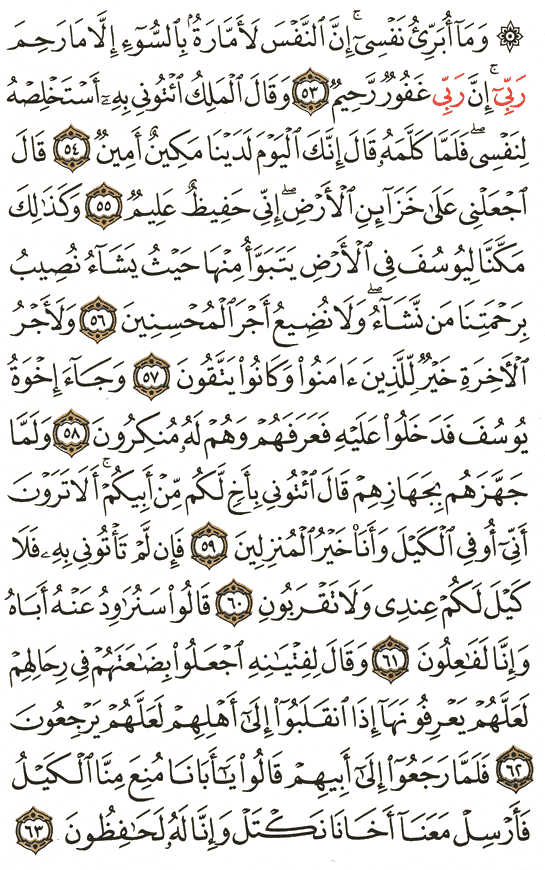 ۞ وَمَآ أُبَرِّئُ نَفْسِىٓ ۚ إِنَّ ٱلنَّفْسَ لَأَمَّارَةٌۢ بِٱلسُّوٓءِ إِلَّا مَا رَحِمَ
رَبِّىٓ ۚ إِنَّ رَبِّى غَفُورٌ رَّحِيمٌ ٥٣ وَقَالَ ٱلْمَلِكُ ٱئْتُونِى بِهِۦٓ أَسْتَخْلِصْهُ
لِنَفْسِى ۖ فَلَمَّا كَلَّمَهُۥ قَالَ إِنَّكَ ٱلْيَوْمَ لَدَيْنَا مَكِينٌ أَمِينٌ ٥٤ قَالَ
ٱجْعَلْنِى عَلَىٰ خَزَآئِنِ ٱلْأَرْضِ ۖ إِنِّى حَفِيظٌ عَلِيمٌ ٥٥ وَكَذَٰلِكَ
مَكَّنَّا لِيُوسُفَ فِى ٱلْأَرْضِ يَتَبَوَّأُ مِنْهَا حَيْثُ يَشَآءُ ۚ نُصِيبُ
بِرَحْمَتِنَا مَن نَّشَآءُ ۖ وَلَا نُضِيعُ أَجْرَ ٱلْمُحْسِنِينَ ٥٦ وَلَأَجْرُ
ٱلْءَاخِرَةِ خَيْرٌ لِّلَّذِينَ ءَامَنُوا۟ وَكَانُوا۟ يَتَّقُونَ ٥٧ وَجَآءَ إِخْوَةُ
يُوسُفَ فَدَخَلُوا۟ عَلَيْهِ فَعَرَفَهُمْ وَهُمْ لَهُۥ مُنكِرُونَ ٥٨ وَلَمَّا
جَهَّزَهُم بِجَهَازِهِمْ قَالَ ٱئْتُونِى بِأَخٍ لَّكُم مِّنْ أَبِيكُمْ ۚ أَلَا تَرَوْنَ
أَنِّىٓ أُوفِى ٱلْكَيْلَ وَأَنَا۠ خَيْرُ ٱلْمُنزِلِينَ ٥٩ فَإِن لَّمْ تَأْتُونِى بِهِۦ فَلَا
كَيْلَ لَكُمْ عِندِى وَلَا تَقْرَبُونِ ٦٠ قَالُوا۟ سَنُرَٰوِدُ عَنْهُ أَبَاهُ
وَإِنَّا لَفَٰعِلُونَ ٦١ وَقَالَ لِفِتْيَٰنِهِ ٱجْعَلُوا۟ بِضَٰعَتَهُمْ فِى رِحَالِهِمْ
لَعَلَّهُمْ يَعْرِفُونَهَآ إِذَا ٱنقَلَبُوٓا۟ إِلَىٰٓ أَهْلِهِمْ لَعَلَّهُمْ يَرْجِعُونَ
٦٢ فَلَمَّا رَجَعُوٓا۟ إِلَىٰٓ أَبِيهِمْ قَالُوا۟ يَٰٓأَبَانَا مُنِعَ مِنَّا ٱلْكَيْلُ
فَأَرْسِلْ مَعَنَآ أَخَانَا نَكْتَلْ وَإِنَّا لَهُۥ لَحَٰفِظُونَ ٦٣